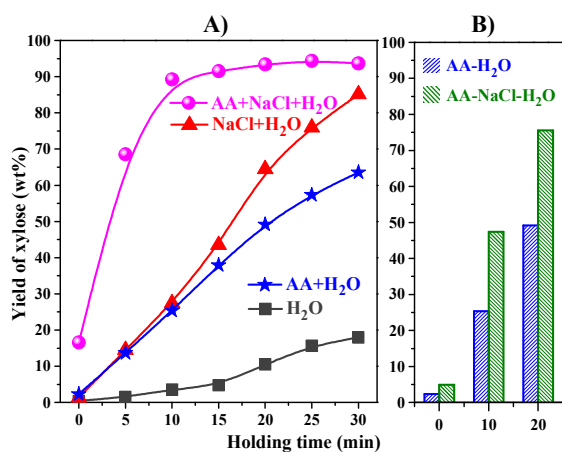 A)
B)
100
90
80
70
60
50
40
30
20
10
0
Yield of xylose (wt%)
AA+NaCl+H₂O
NaCl+H₂O
AA+H₂O
H₂O
0 5 10 15 20 25 30
Holding time (min)
AA-H₂O
AA-NaCl-H₂O
100
90
80
70
60
50
40
30
20
10
0
0 10 20